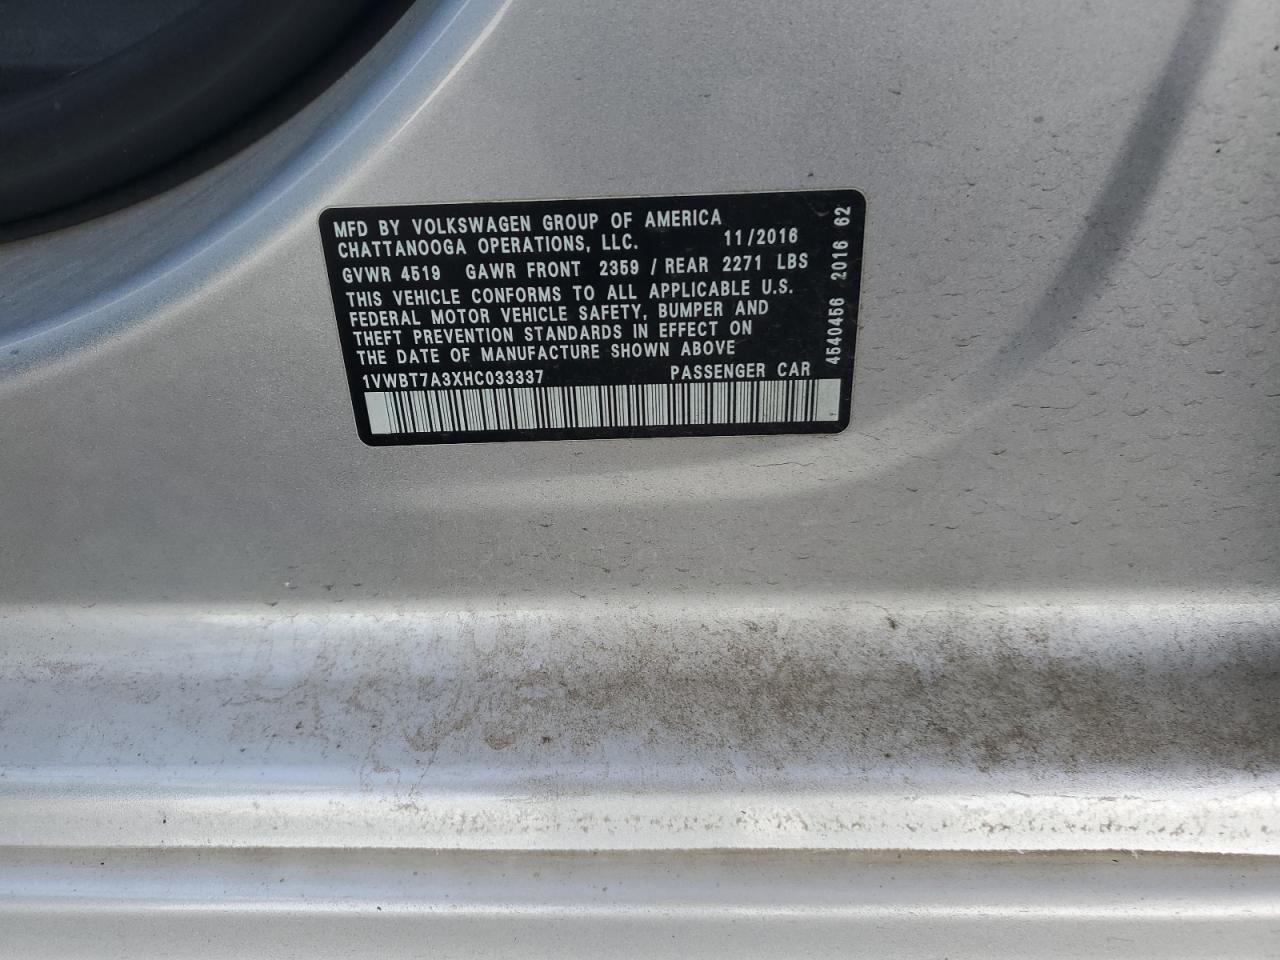 MFD BY VOLKSWAGEN GROUP OF AMERICA
CHATTANOOGA OPERATIONS, LLC. 11/2016
GVWR 4519 GAWR FRONT 2359 / REAR 2271 LBS
THIS VEHICLE CONFORMS TO ALL APPLICABLE U.S.
FEDERAL MOTOR VEHICLE SAFETY, BUMPER AND
THEFT PREVENTION STANDARDS IN EFFECT ON
THE DATE OF MANUFACTURE SHOWN ABOVE
1VWBT7A3XHC033337 PASSENGER CAR
4540456 2016 62